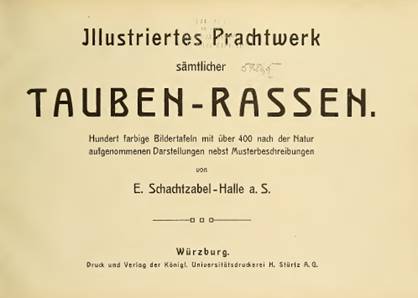 Illustriertes Prachtwerk
sämtlicher
TAUBEN-RASSEN.
Hundert farbige Bildertafeln mit über 400 nach der Natur
aufgenommenen Darstellungen nebst Musterbeschreibungen
von
E. Schachtzabel-Halle a. S.
Würzburg.
Druck und Verlag der Königl. Universitätsdruckerei H. Stürtz A. G.